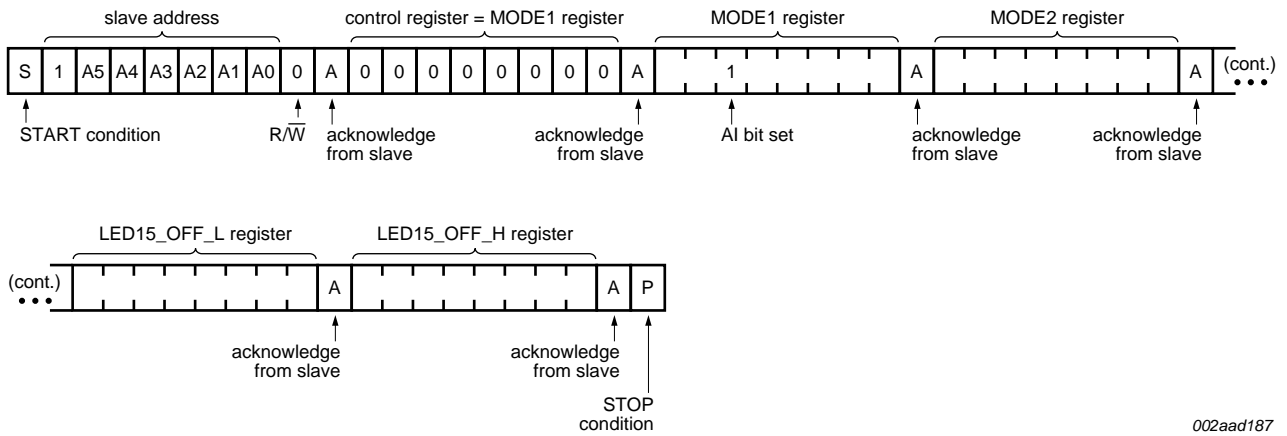 slave address
control register = MODE1 register
MODE1 register
MODE2 register
S 1 A5 A4 A3 A2 A1 A0 0 A 0 0 0 0 0 0 0 0 A 1 A A (cont.)
START condition
R/W̅
acknowledge
from slave
acknowledge
from slave
AI bit set
acknowledge
from slave
acknowledge
from slave
LED15_OFF_L register
LED15_OFF_H register
(cont.) A A P
acknowledge
from slave
acknowledge
from slave
STOP
condition
002aad187